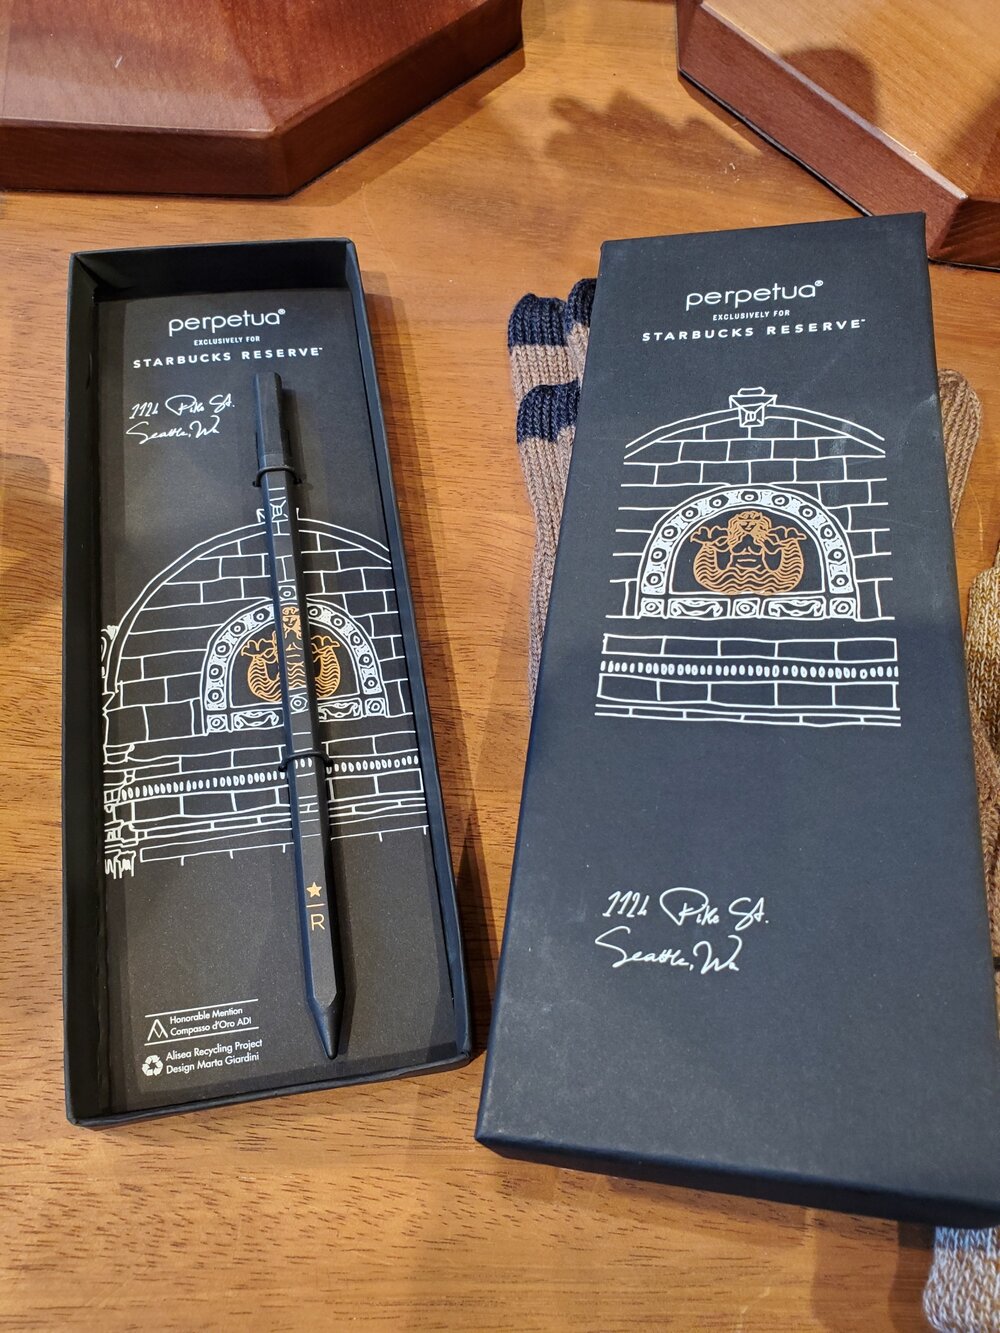 perpetua®
EXCLUSIVELY FOR
STARBUCKS RESERVE™
1124 Pike St.
Seattle, Wa
R
Honorable Mention
Compasso d'Oro ADI
Alisea Recycling Project
Design Marta Giardini
perpetua®
EXCLUSIVELY FOR
STARBUCKS RESERVE™
1124 Pike St.
Seattle, Wa